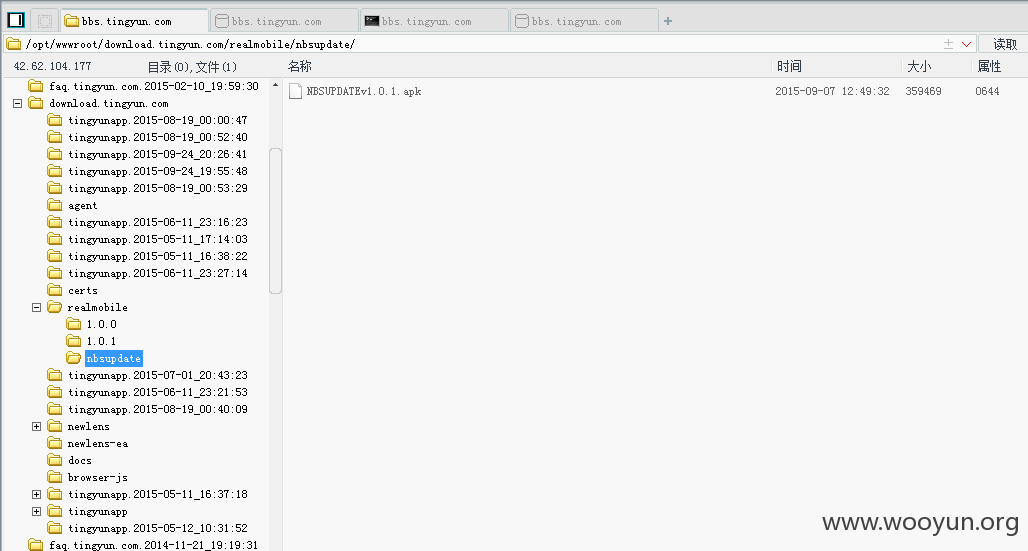 bbs.tingyun.com
bbs.tingyun.com
bbs.tingyun.com
bbs.tingyun.com
/opt/wwwroot/download.tingyun.com/realmobile/nbsupdate/
读取
42.62.104.177
目录(0),文件(1)
名称
时间
大小
属性
faq.tingyun.com.2015-02-10_19:59:30
download.tingyun.com
tingyunapp.2015-08-19_00:00:47
tingyunapp.2015-08-19_00:52:40
tingyunapp.2015-09-24_20:26:41
tingyunapp.2015-09-24_19:55:48
tingyunapp.2015-08-19_00:53:29
agent
tingyunapp.2015-06-11_23:16:23
tingyunapp.2015-05-11_17:14:03
tingyunapp.2015-05-11_16:38:22
tingyunapp.2015-06-11_23:27:14
certs
realmobile
1.0.0
1.0.1
nbsupdate
tingyunapp.2015-07-01_20:43:23
tingyunapp.2015-06-11_23:21:53
tingyunapp.2015-08-19_00:40:09
newlens
newlens-ea
docs
browser-js
tingyunapp.2015-05-11_16:37:18
tingyunapp
tingyunapp.2015-05-12_10:31:52
faq.tingyun.com.2014-11-21_19:19:31
NBSUPDATEv1.0.1.apk
2015-09-07 12:49:32
359469
0644
www.wooyun.org